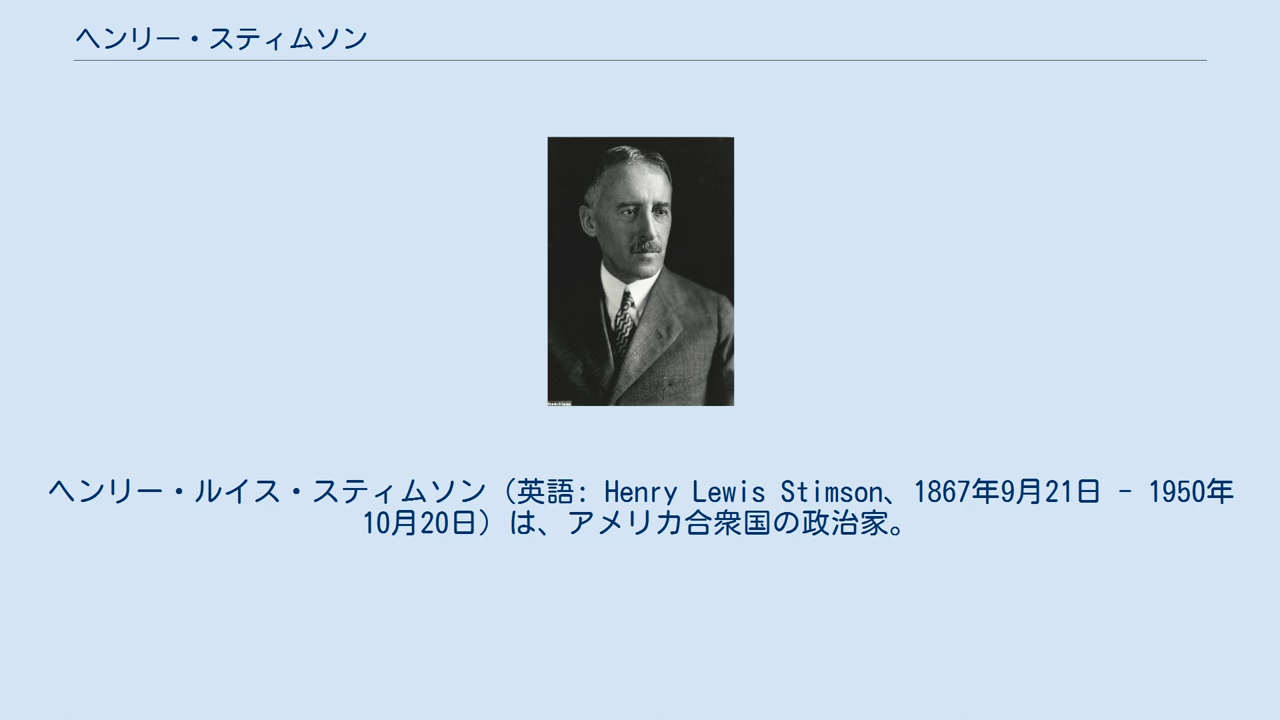 ヘンリー・スティムソン
ヘンリー・ルイス・スティムソン（英語: Henry Lewis Stimson、1867年9月21日 - 1950年
10月20日）は、アメリカ合衆国の政治家。